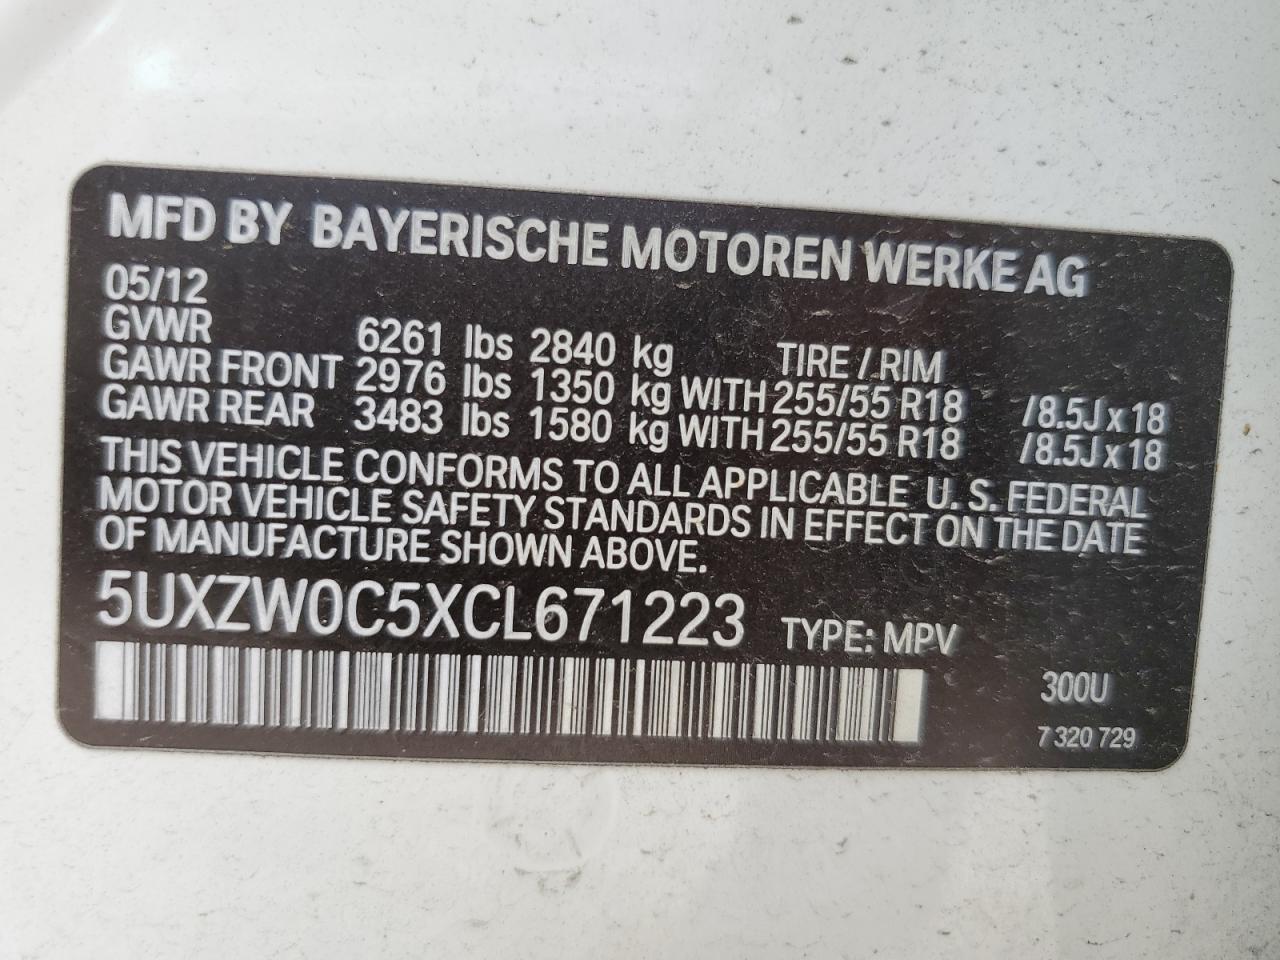 MFD BY BAYERISCHE MOTOREN WERKE AG
05/12
GVWR 6261 lbs 2840 kg TIRE / RIM
GAWR FRONT 2976 lbs 1350 kg WITH 255/55 R18 /8.5J x 18
GAWR REAR 3483 lbs 1580 kg WITH 255/55 R18 /8.5J x 18
THIS VEHICLE CONFORMS TO ALL APPLICABLE U. S. FEDERAL
MOTOR VEHICLE SAFETY STANDARDS IN EFFECT ON THE DATE
OF MANUFACTURE SHOWN ABOVE.
5UXZW0C5XCL671223 TYPE: MPV
300U
7 320 729